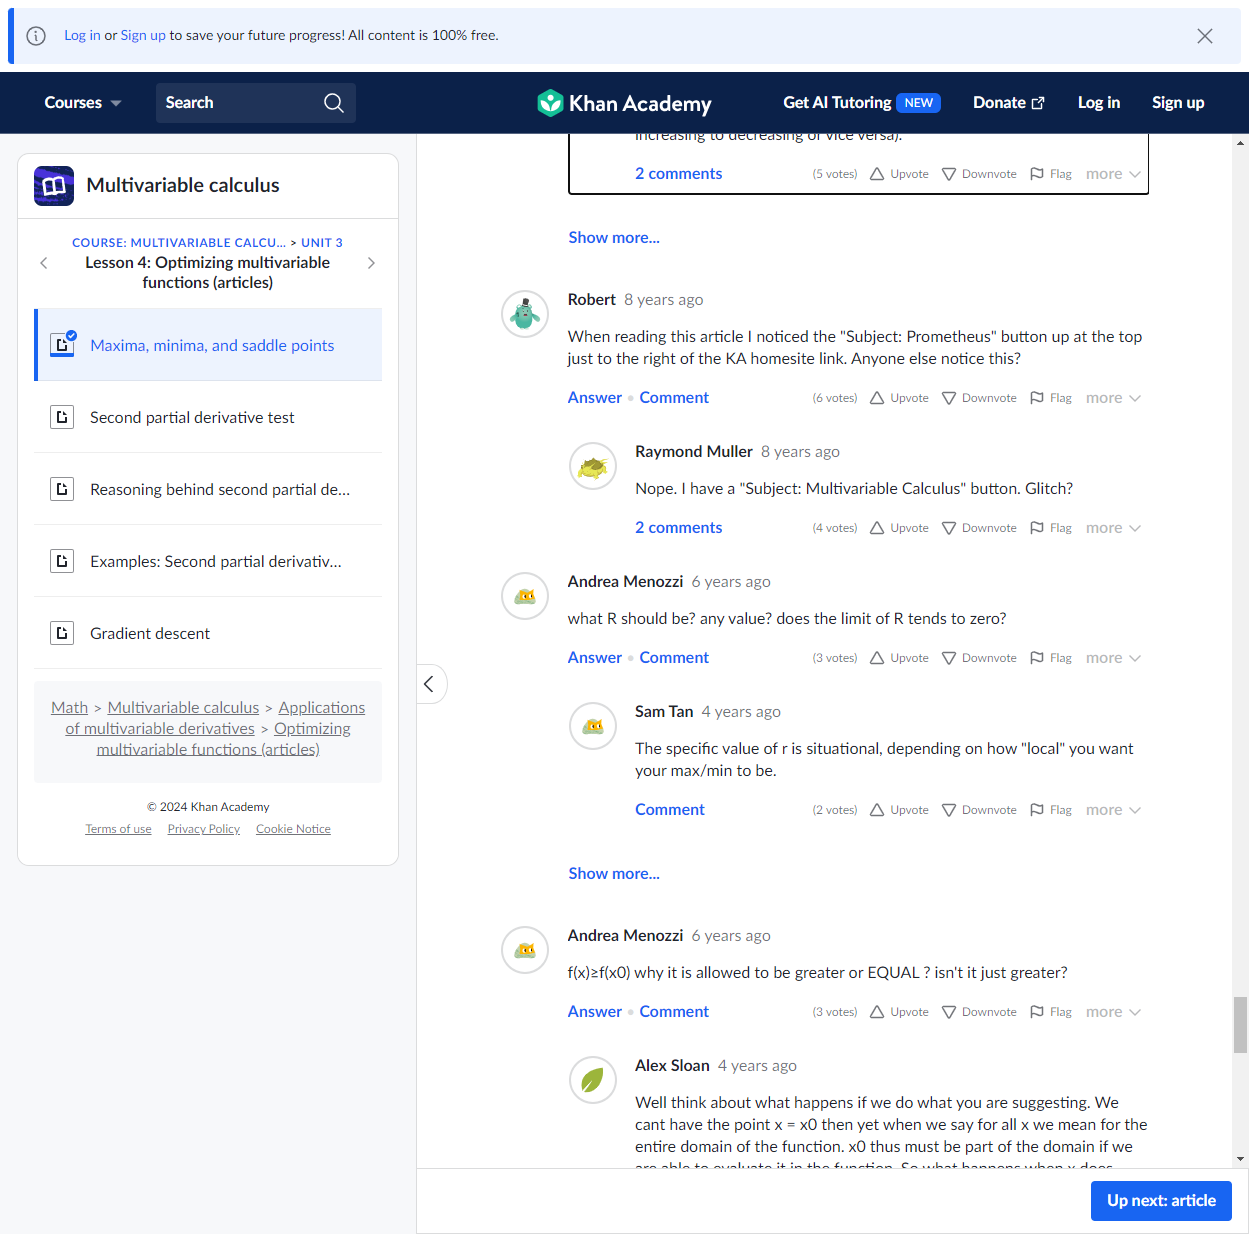 Log in or Sign up to save your future progress! All content is 100% free.
Courses
Search
Khan Academy
Get AI Tutoring NEW
Donate
Log in
Sign up
Multivariable calculus
COURSE: MULTIVARIABLE CALCU... > UNIT 3
Lesson 4: Optimizing multivariable
functions (articles)
Maxima, minima, and saddle points
Second partial derivative test
Reasoning behind second partial de...
Examples: Second partial derivativ...
Gradient descent
Math > Multivariable calculus > Applications
of multivariable derivatives > Optimizing
multivariable functions (articles)
© 2024 Khan Academy
Terms of use Privacy Policy Cookie Notice
increasing to decreasing or vice versa).
2 comments (5 votes) Upvote Downvote Flag more
Show more...
Robert 8 years ago
When reading this article I noticed the "Subject: Prometheus" button up at the top
just to the right of the KA homesite link. Anyone else notice this?
Answer • Comment (6 votes) Upvote Downvote Flag more
Raymond Muller 8 years ago
Nope. I have a "Subject: Multivariable Calculus" button. Glitch?
2 comments (4 votes) Upvote Downvote Flag more
Andrea Menozzi 6 years ago
what R should be? any value? does the limit of R tends to zero?
Answer • Comment (3 votes) Upvote Downvote Flag more
Sam Tan 4 years ago
The specific value of r is situational, depending on how "local" you want
your max/min to be.
Comment (2 votes) Upvote Downvote Flag more
Show more...
Andrea Menozzi 6 years ago
f(x)≥f(x0) why it is allowed to be greater or EQUAL ? isn't it just greater?
Answer • Comment (3 votes) Upvote Downvote Flag more
Alex Sloan 4 years ago
Well think about what happens if we do what you are suggesting. We
cant have the point x = x0 then yet when we say for all x we mean for the
entire domain of the function. x0 thus must be part of the domain if we
are able to evaluate it in the function. So what happens when x does
Up next: article